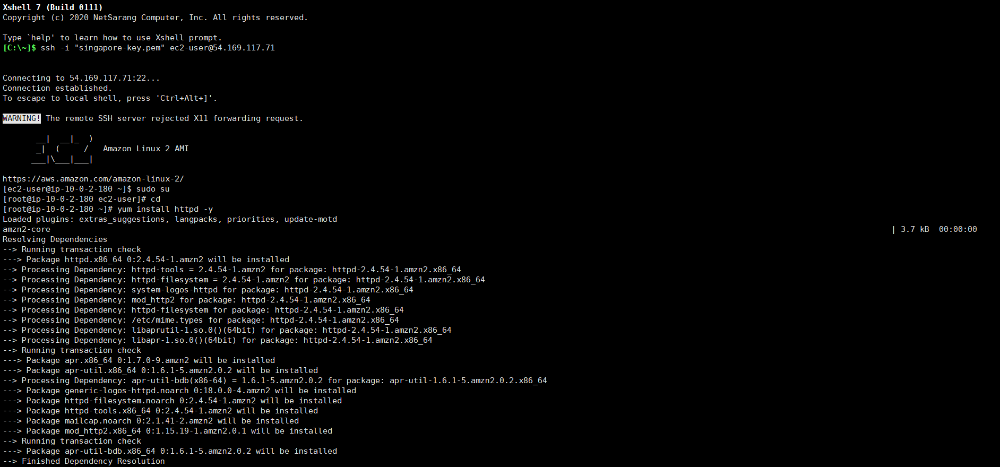 Xshell 7 (Build 0111)
Copyright (c) 2020 NetSarang Computer, Inc. All rights reserved.

Type `help' to learn how to use Xshell prompt.
[C:\~]$ ssh -i "singapore-key.pem" ec2-user@54.169.117.71


Connecting to 54.169.117.71:22...
Connection established.
To escape to local shell, press 'Ctrl+Alt+]'.

WARNING! The remote SSH server rejected X11 forwarding request.

       __|  __|_  )
       _|  (     /   Amazon Linux 2 AMI
      ___|\___|___|

https://aws.amazon.com/amazon-linux-2/
[ec2-user@ip-10-0-2-180 ~]$ sudo su
[root@ip-10-0-2-180 ec2-user]# cd
[root@ip-10-0-2-180 ~]# yum install httpd -y
Loaded plugins: extras_suggestions, langpacks, priorities, update-motd
amzn2-core | 3.7 kB  00:00:00
Resolving Dependencies
--> Running transaction check
---> Package httpd.x86_64 0:2.4.54-1.amzn2 will be installed
--> Processing Dependency: httpd-tools = 2.4.54-1.amzn2 for package: httpd-2.4.54-1.amzn2.x86_64
--> Processing Dependency: httpd-filesystem = 2.4.54-1.amzn2 for package: httpd-2.4.54-1.amzn2.x86_64
--> Processing Dependency: system-logos-httpd for package: httpd-2.4.54-1.amzn2.x86_64
--> Processing Dependency: mod_http2 for package: httpd-2.4.54-1.amzn2.x86_64
--> Processing Dependency: httpd-filesystem for package: httpd-2.4.54-1.amzn2.x86_64
--> Processing Dependency: /etc/mime.types for package: httpd-2.4.54-1.amzn2.x86_64
--> Processing Dependency: libaprutil-1.so.0()(64bit) for package: httpd-2.4.54-1.amzn2.x86_64
--> Processing Dependency: libapr-1.so.0()(64bit) for package: httpd-2.4.54-1.amzn2.x86_64
--> Running transaction check
---> Package apr.x86_64 0:1.7.0-9.amzn2 will be installed
---> Package apr-util.x86_64 0:1.6.1-5.amzn2.0.2 will be installed
--> Processing Dependency: apr-util-bdb(x86-64) = 1.6.1-5.amzn2.0.2 for package: apr-util-1.6.1-5.amzn2.0.2.x86_64
---> Package generic-logos-httpd.noarch 0:18.0.0-4.amzn2 will be installed
---> Package httpd-filesystem.noarch 0:2.4.54-1.amzn2 will be installed
---> Package httpd-tools.x86_64 0:2.4.54-1.amzn2 will be installed
---> Package mailcap.noarch 0:2.1.41-2.amzn2 will be installed
---> Package mod_http2.x86_64 0:1.15.19-1.amzn2.0.1 will be installed
--> Running transaction check
---> Package apr-util-bdb.x86_64 0:1.6.1-5.amzn2.0.2 will be installed
--> Finished Dependency Resolution